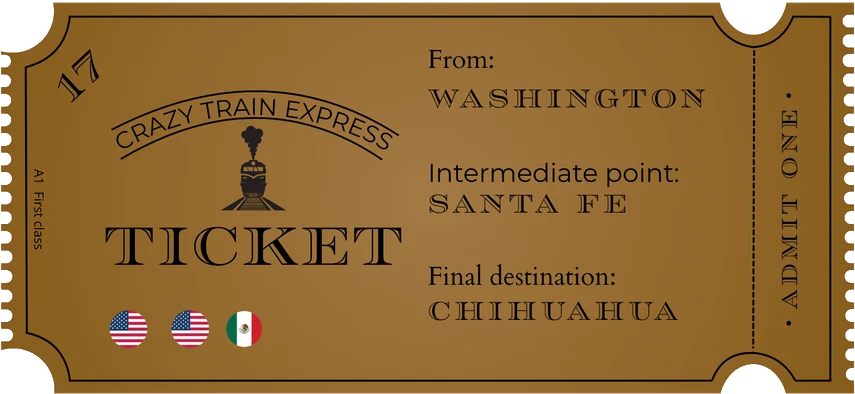 17
CRAZY TRAIN EXPRESS
TICKET
A1 First class
From:
WASHINGTON
Intermediate point:
SANTA FE
Final destination:
CHIHUAHUA
• ADMIT ONE •